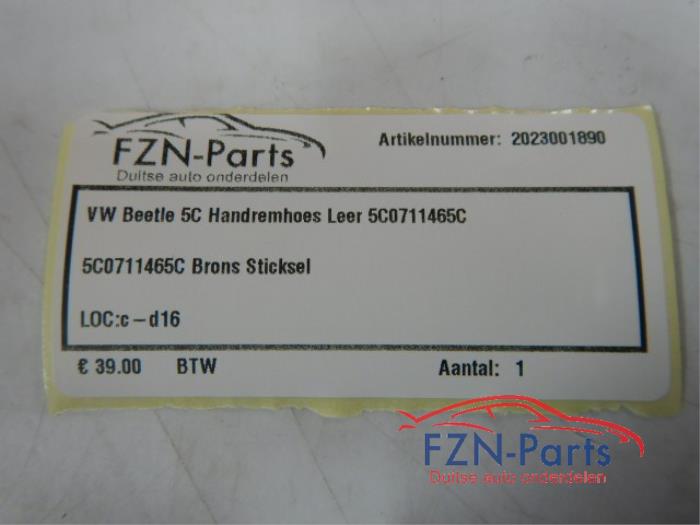 FZN-Parts
Duitse auto onderdelen
Artikelnummer: 2023001890
VW Beetle 5C Handremhoes Leer 5C0711465C
5C0711465C Brons Sticksel
LOC:c-d16
€ 39.00 BTW Aantal: 1
FZN-Parts
Duitse auto onderdelen